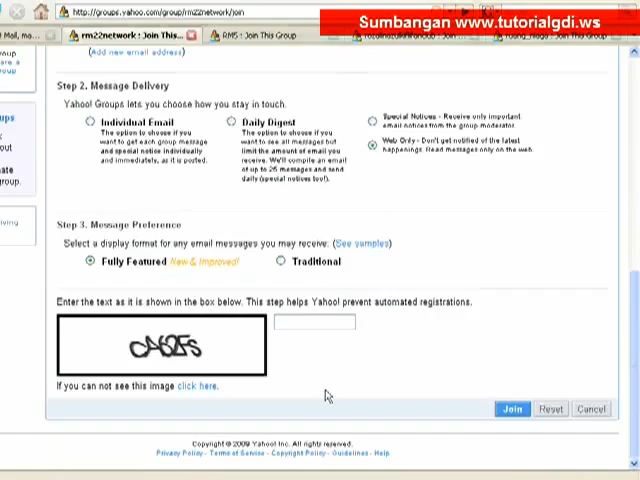 http://groups.yahoo.com/group/rm22network/join
Sumbangan www.tutorialgdi.ws
Mail, mo...
rm22network : Join This...
RM5 : Join This Group
(Add new email address)
Step 2. Message Delivery
Yahoo! Groups lets you choose how you stay in touch.
Individual Email
The option to choose if you
want to get each group message
and special notice individually
and immediately, as it is posted.
Daily Digest
The option to choose if you
want to see all messages but
limit the amount of email you
receive. We'll compile an email
of up to 25 messages and send
daily (special notices too!).
Special Notices - Receive only important
email notices from the group moderator.
Web Only - Don't get notified of the latest
happenings. Read messages only on the web.
Step 3. Message Preference
Select a display format for any email messages you may receive: (See samples)
Fully Featured New & Improved!
Traditional
Enter the text as it is shown in the box below. This step helps Yahoo! prevent automated registrations.
If you can not see this image click here.
Join
Reset
Cancel
Copyright © 2009 Yahoo! Inc. All rights reserved.
Privacy Policy - Terms of Service - Copyright Policy - Guidelines - Help